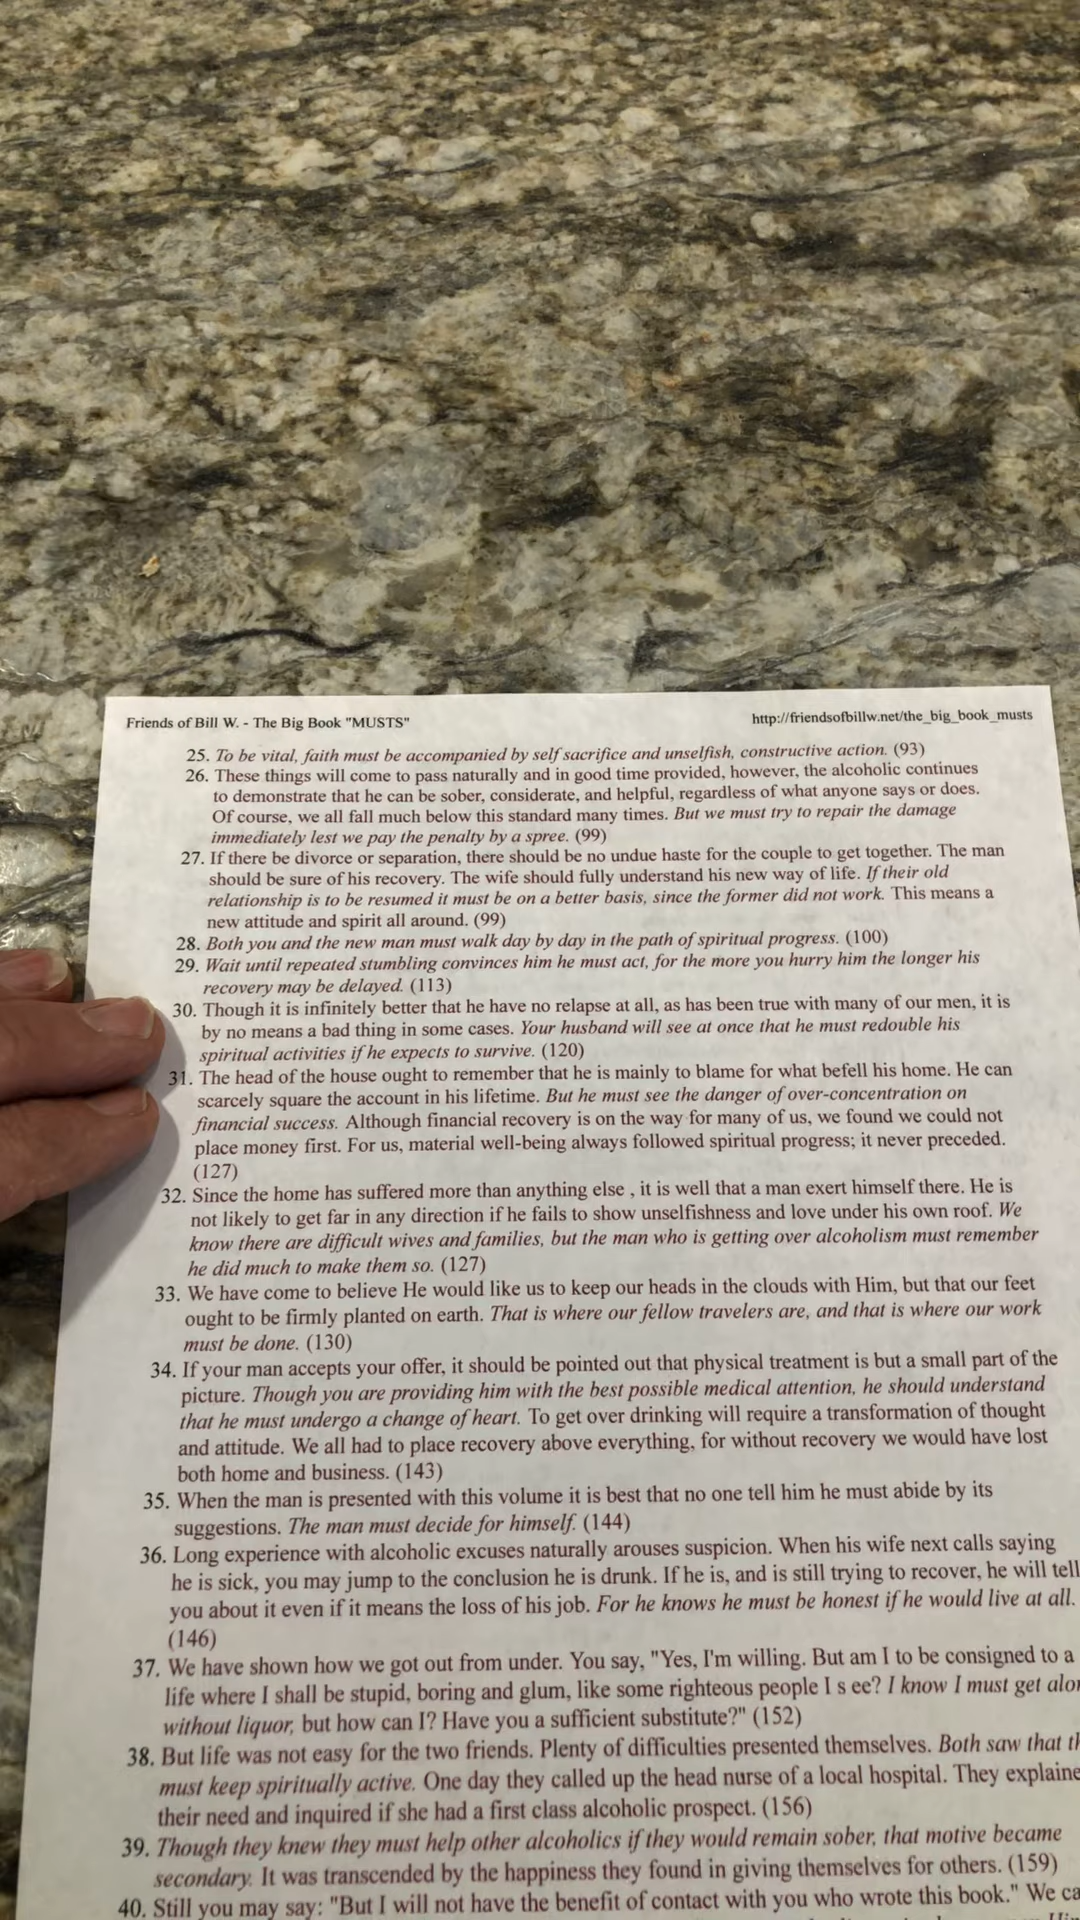 Friends of Bill W. - The Big Book "MUSTS"
http://friendsofbillw.net/the_big_book_musts
25. To be vital, faith must be accompanied by self sacrifice and unselfish, constructive action. (93)
26. These things will come to pass naturally and in good time provided, however, the alcoholic continues
to demonstrate that he can be sober, considerate, and helpful, regardless of what anyone says or does.
Of course, we all fall much below this standard many times. But we must try to repair the damage
immediately lest we pay the penalty by a spree. (99)
27. If there be divorce or separation, there should be no undue haste for the couple to get together. The man
should be sure of his recovery. The wife should fully understand his new way of life. If their old
relationship is to be resumed it must be on a better basis, since the former did not work. This means a
new attitude and spirit all around. (99)
28. Both you and the new man must walk day by day in the path of spiritual progress. (100)
29. Wait until repeated stumbling convinces him he must act, for the more you hurry him the longer his
recovery may be delayed. (113)
30. Though it is infinitely better that he have no relapse at all, as has been true with many of our men, it is
by no means a bad thing in some cases. Your husband will see at once that he must redouble his
spiritual activities if he expects to survive. (120)
31. The head of the house ought to remember that he is mainly to blame for what befell his home. He can
scarcely square the account in his lifetime. But he must see the danger of over-concentration on
financial success. Although financial recovery is on the way for many of us, we found we could not
place money first. For us, material well-being always followed spiritual progress; it never preceded.
(127)
32. Since the home has suffered more than anything else , it is well that a man exert himself there. He is
not likely to get far in any direction if he fails to show unselfishness and love under his own roof. We
know there are difficult wives and families, but the man who is getting over alcoholism must remember
he did much to make them so. (127)
33. We have come to believe He would like us to keep our heads in the clouds with Him, but that our feet
ought to be firmly planted on earth. That is where our fellow travelers are, and that is where our work
must be done. (130)
34. If your man accepts your offer, it should be pointed out that physical treatment is but a small part of the
picture. Though you are providing him with the best possible medical attention, he should understand
that he must undergo a change of heart. To get over drinking will require a transformation of thought
and attitude. We all had to place recovery above everything, for without recovery we would have lost
both home and business. (143)
35. When the man is presented with this volume it is best that no one tell him he must abide by its
suggestions. The man must decide for himself. (144)
36. Long experience with alcoholic excuses naturally arouses suspicion. When his wife next calls saying
he is sick, you may jump to the conclusion he is drunk. If he is, and is still trying to recover, he will tell
you about it even if it means the loss of his job. For he knows he must be honest if he would live at all.
(146)
37. We have shown how we got out from under. You say, "Yes, I'm willing. But am I to be consigned to a
life where I shall be stupid, boring and glum, like some righteous people I s ee? I know I must get
without liquor, but how can I? Have you a sufficient substitute?" (152)
38. But life was not easy for the two friends. Plenty of difficulties presented themselves. Both saw that
must keep spiritually active. One day they called up the head nurse of a local hospital. They
their need and inquired if she had a first class alcoholic prospect. (156)
39. Though they knew they must help other alcoholics if they would remain sober, that motive became
secondary. It was transcended by the happiness they found in giving themselves for others. (159)
40. Still you may say: "But I will not have the benefit of contact with you who wrote this book." We